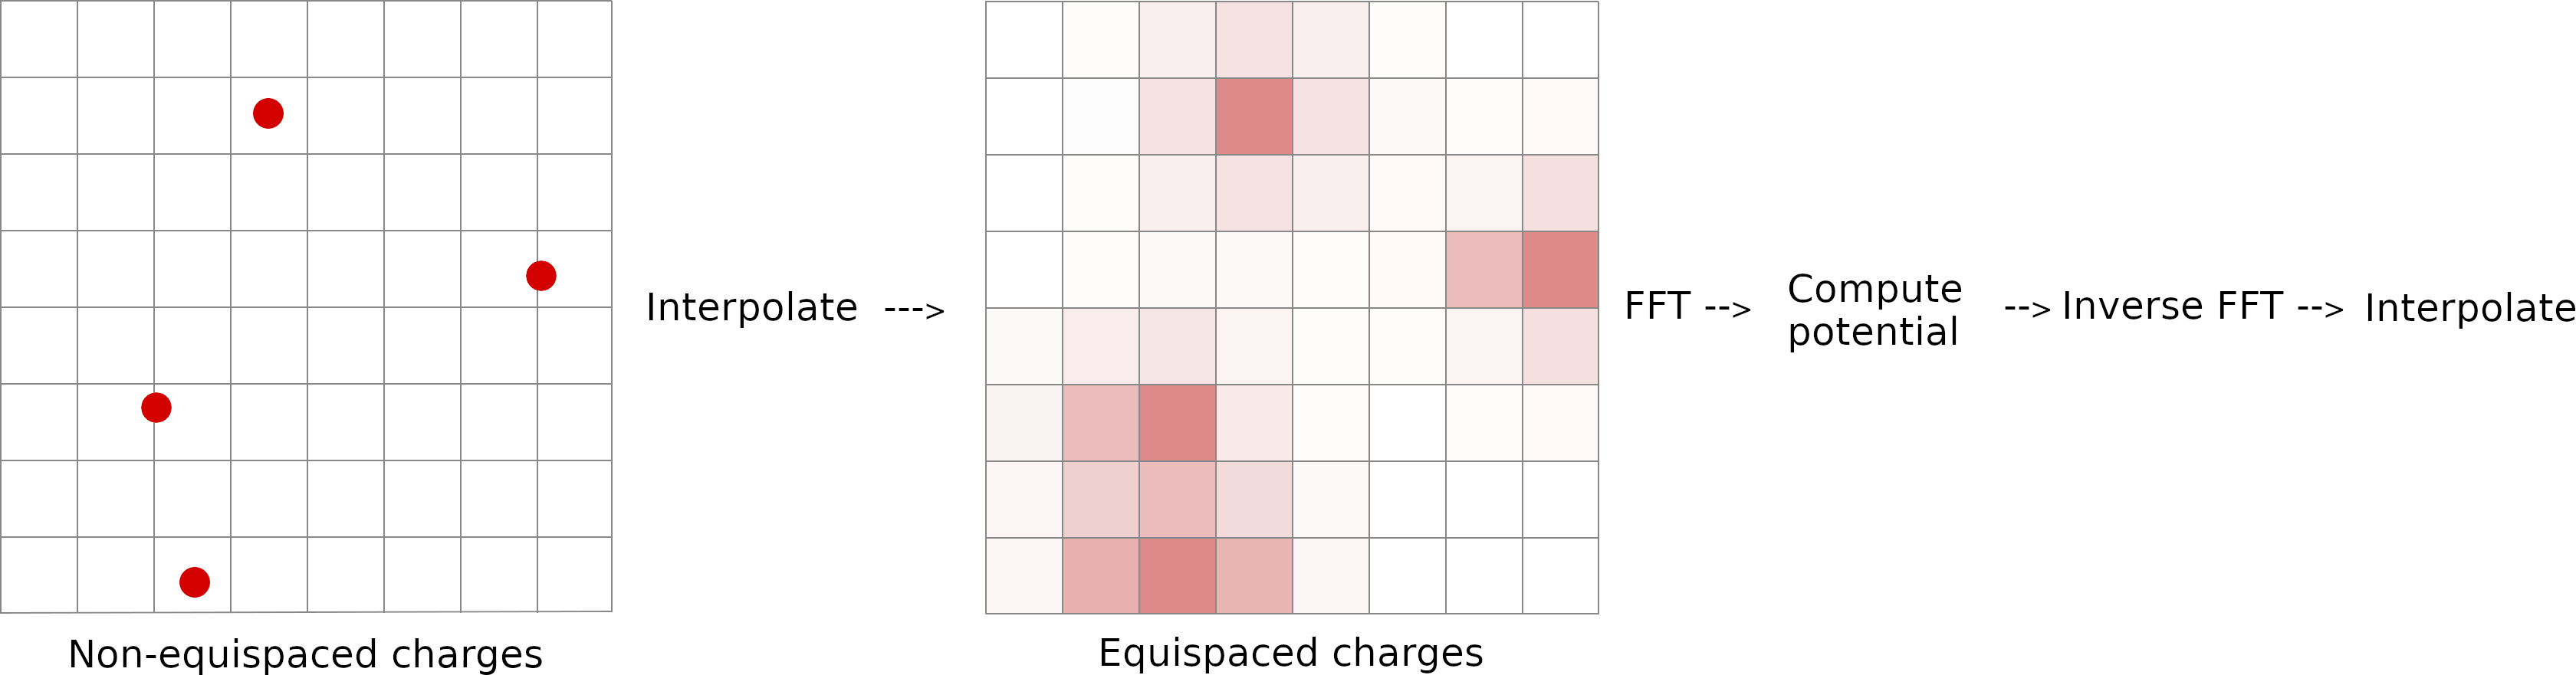 Non-equispaced charges
Interpolate --->
Equispaced charges
FFT -->
Compute
potential
--> Inverse FFT --> Interpolate